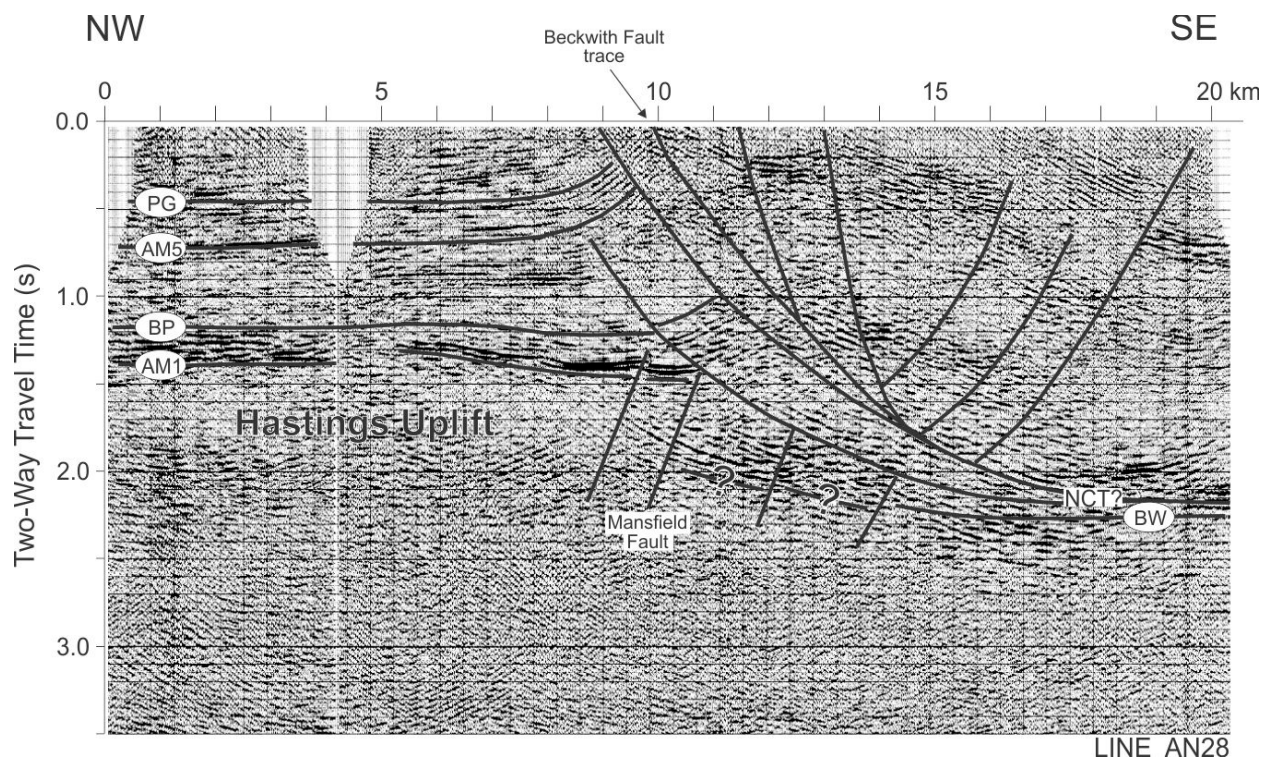 NW
SE
Beckwith Fault
trace
0
5
10
15
20 km
0.0
PG
AM5
1.0
BP
AM1
Hastings Uplift
2.0
?
?
NCT?
BW
Mansfield
Fault
3.0
Two-Way Travel Time (s)
LINE AN28